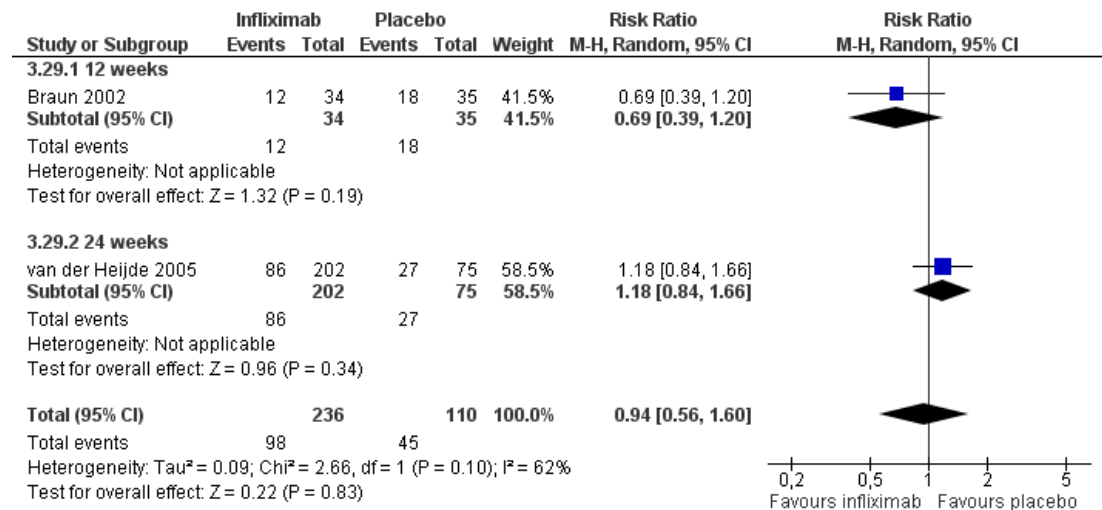 Infliximab Placebo Risk Ratio Risk Ratio
Study or Subgroup Events Total Events Total Weight M-H, Random, 95% CI M-H, Random, 95% CI
3.29.1 12 weeks
Braun 2002 12 34 18 35 41.5% 0.69 [0.39, 1.20]
Subtotal (95% CI) 34 35 41.5% 0.69 [0.39, 1.20]
Total events 12 18
Heterogeneity: Not applicable
Test for overall effect: Z = 1.32 (P = 0.19)
3.29.2 24 weeks
van der Heijde 2005 86 202 27 75 58.5% 1.18 [0.84, 1.66]
Subtotal (95% CI) 202 75 58.5% 1.18 [0.84, 1.66]
Total events 86 27
Heterogeneity: Not applicable
Test for overall effect: Z = 0.96 (P = 0.34)
Total (95% CI) 236 110 100.0% 0.94 [0.56, 1.60]
Total events 98 45
Heterogeneity: Tau² = 0.09; Chi² = 2.66, df = 1 (P = 0.10); I² = 62%
Test for overall effect: Z = 0.22 (P = 0.83)
0,2 0,5 1 2 5
Favours infliximab Favours placebo